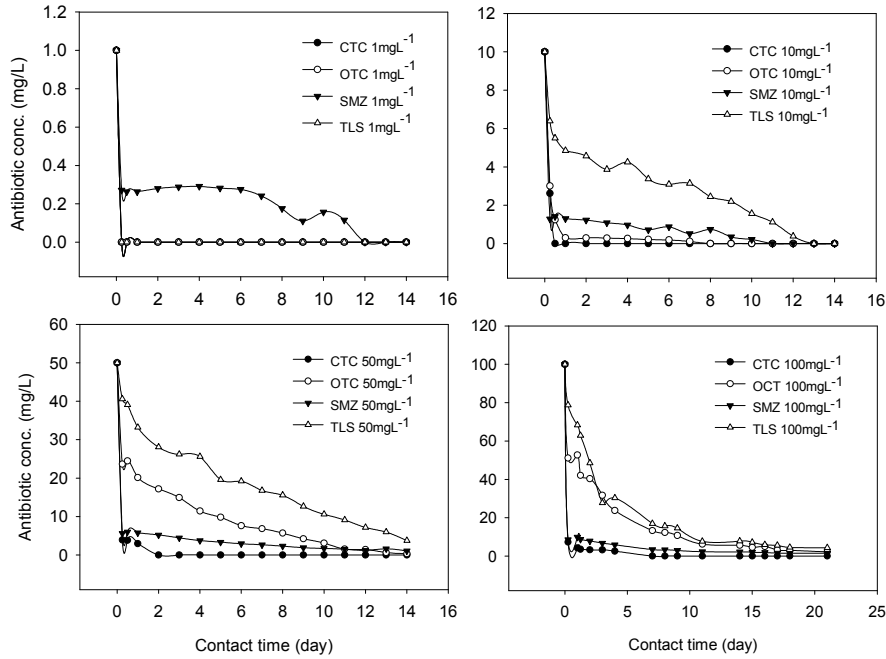 Antibiotic conc. (mg/L)
1.0
0.8
0.6
0.4
0.2
0.0
CTC 1mgL-1
OTC 1mgL-1
SMZ 1mgL-1
TLS 1mgL-1
0 2 4 6 8 10 12 14 16
12
10
8
6
4
2
0
CTC 10mgL-1
OTC 10mgL-1
SMZ 10mgL-1
TLS 10mgL-1
0 2 4 6 8 10 12 14 16
Antibiotic conc. (mg/L)
60
50
40
30
20
10
0
10
CTC 50mgL-1
OTC 50mgL-1
SMZ 50mgL-1
TLS 50mgL-1
0 2 4 6 8 10 12 14 16
Contact time (day)
120
100
80
60
40
20
0
CTC 100mgL-1
OCT 100mgL-1
SMZ 100mgL-1
TLS 100mgL-1
0 5 10 15 20 25
Contact time (day)